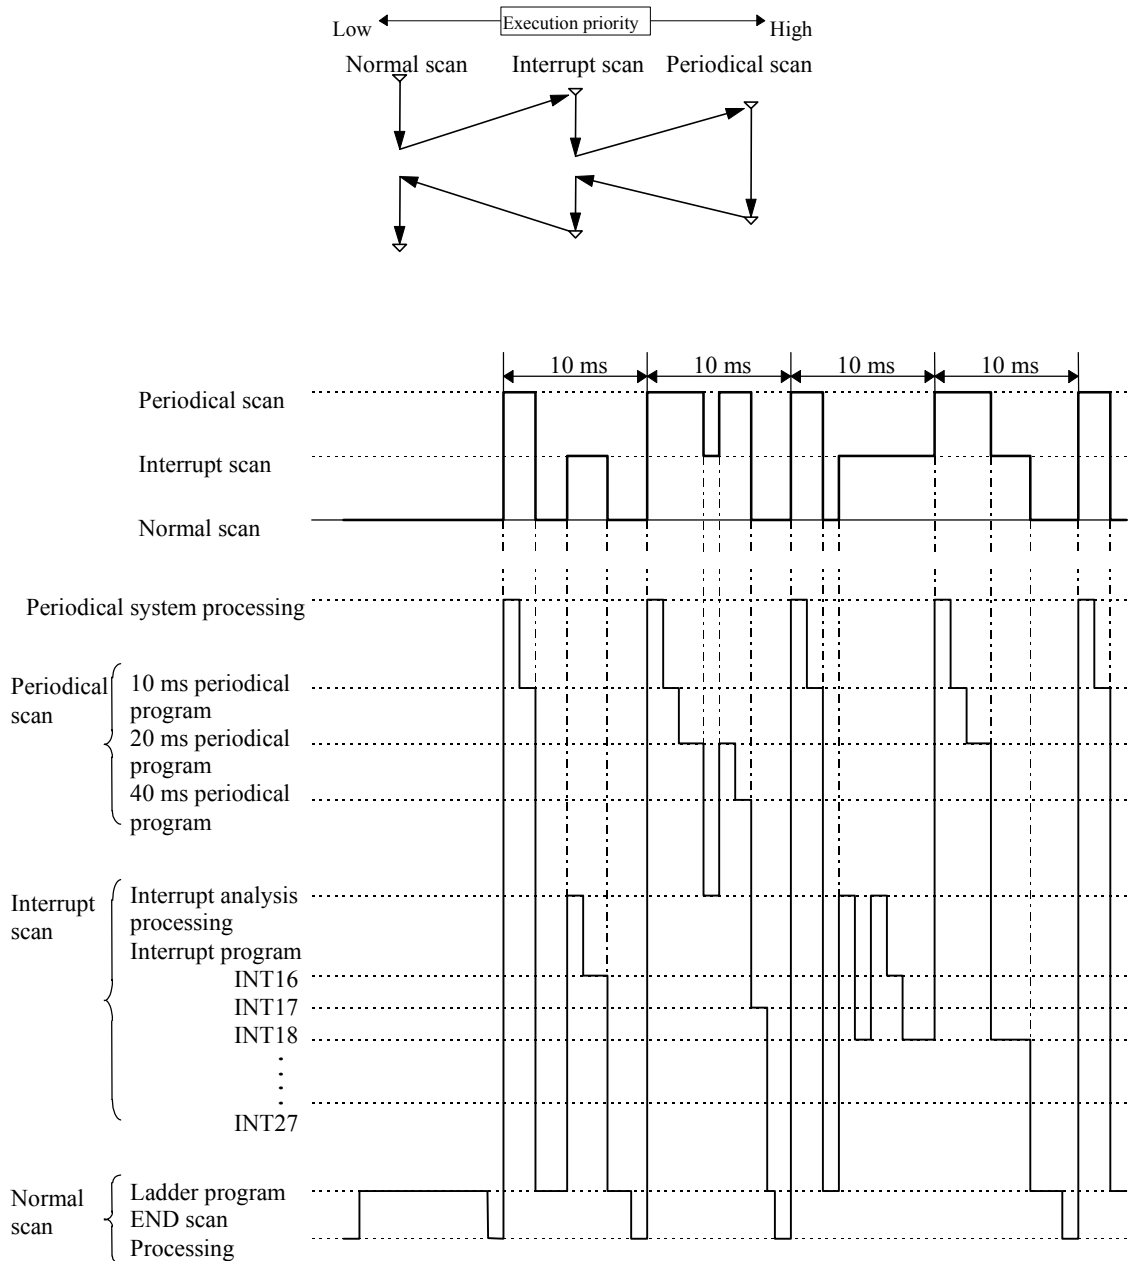 Execution priority
Low
High
Normal scan
Interrupt scan
Periodical scan
10 ms
10 ms
10 ms
10 ms
Periodical scan
Interrupt scan
Normal scan
Periodical system processing
Periodical
scan
10 ms periodical
program
20 ms periodical
program
40 ms periodical
program
Interrupt
scan
Interrupt analysis
processing
Interrupt program
INT16
INT17
INT18
INT27
Normal
scan
Ladder program
END scan
Processing